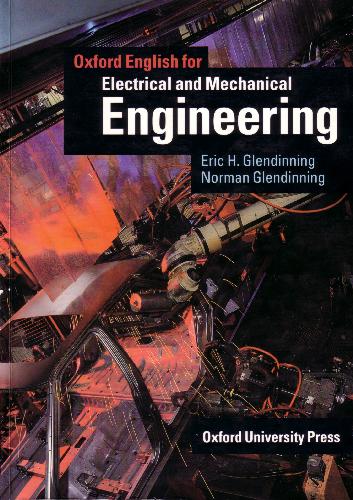 Oxford English for
Electrical and Mechanical
Engineering
Eric H. Glendinning
Norman Glendinning
Oxford University Press